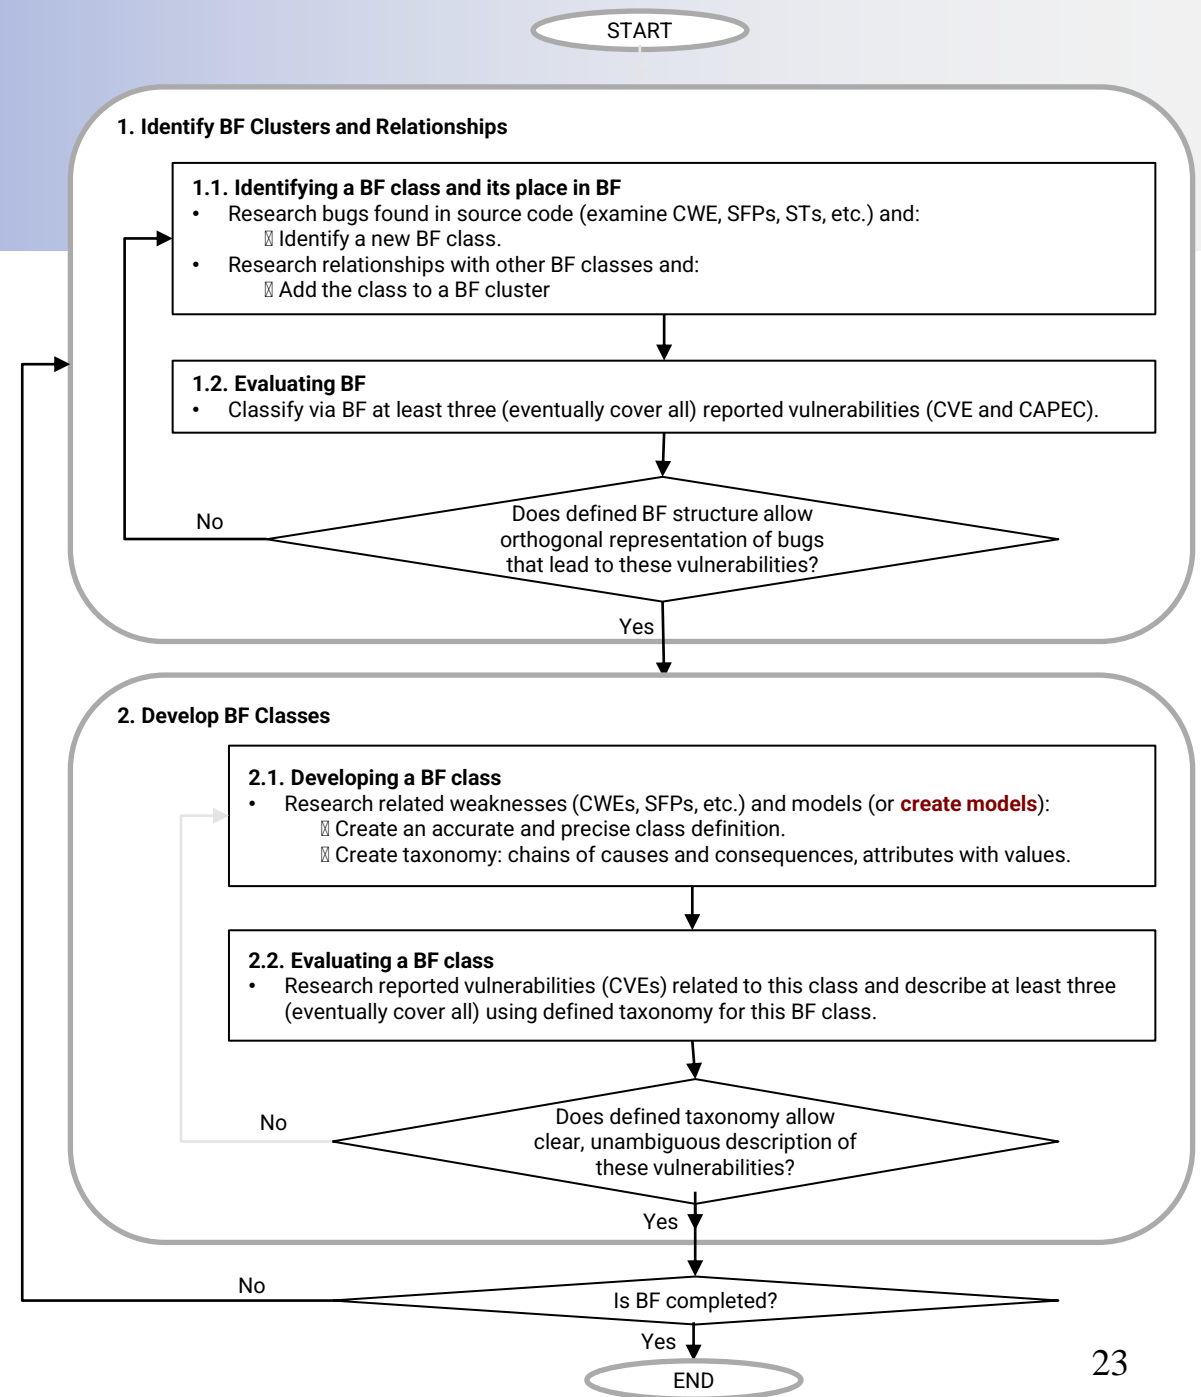 START
1. Identify BF Clusters and Relationships
1.1. Identifying a BF class and its place in BF
• Research bugs found in source code (examine CWE, SFPs, STs, etc.) and:
Identify a new BF class.
• Research relationships with other BF classes and:
Add the class to a BF cluster
1.2. Evaluating BF
• Classify via BF at least three (eventually cover all) reported vulnerabilities (CVE and CAPEC).
Does defined BF structure allow
orthogonal representation of bugs
that lead to these vulnerabilities?
No
Yes
2. Develop BF Classes
2.1. Developing a BF class
• Research related weaknesses (CWEs, SFPs, etc.) and models (or create models):
Create an accurate and precise class definition.
Create taxonomy: chains of causes and consequences, attributes with values.
2.2. Evaluating a BF class
• Research reported vulnerabilities (CVEs) related to this class and describe at least three
(eventually cover all) using defined taxonomy for this BF class.
Does defined taxonomy allow
clear, unambiguous description of
these vulnerabilities?
No
Yes
No
Is BF completed?
Yes
END
23